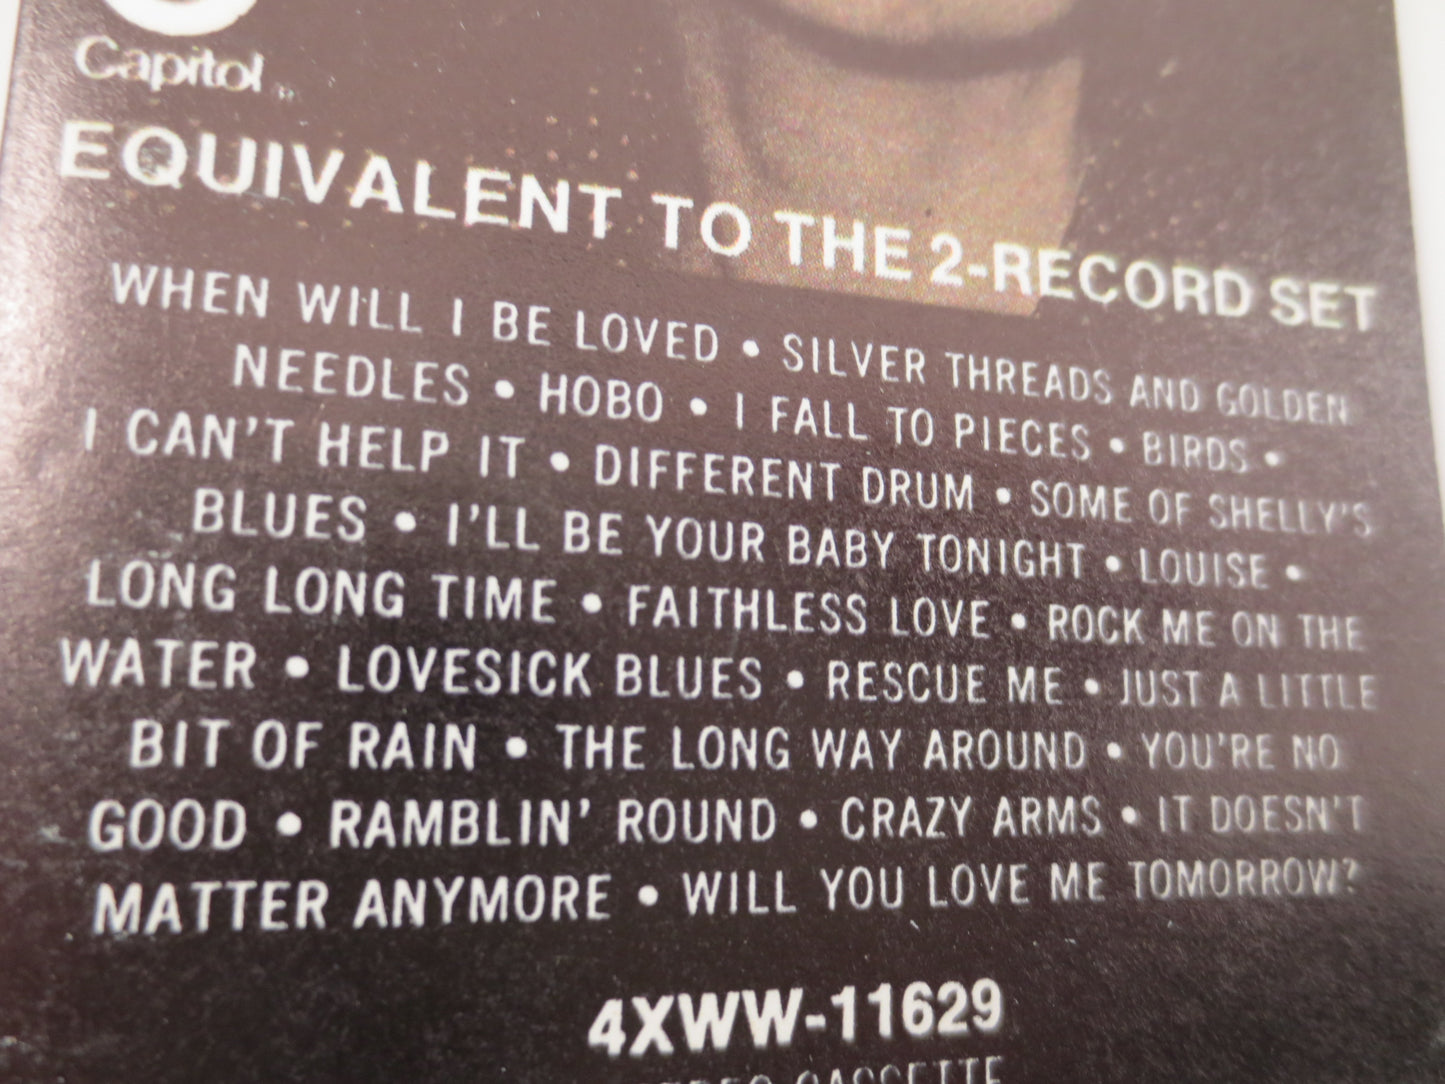 Capitol
EQUIVALENT TO THE 2-RECORD SET
WHEN WILL I BE LOVED • SILVER THREADS AND GOLDEN
NEEDLES • HOBO • I FALL TO PIECES • BIRDS •
I CAN'T HELP IT • DIFFERENT DRUM • SOME OF SHELLY'S
BLUES • I'LL BE YOUR BABY TONIGHT • LOUISE •
LONG LONG TIME • FAITHLESS LOVE • ROCK ME ON THE
WATER • LOVESICK BLUES • RESCUE ME • JUST A LITTLE
BIT OF RAIN • THE LONG WAY AROUND • YOU'RE NO
GOOD • RAMBLIN' ROUND • CRAZY ARMS • IT DOESN'T
MATTER ANYMORE • WILL YOU LOVE ME TOMORROW?
4XWW-11629
CASSETTE